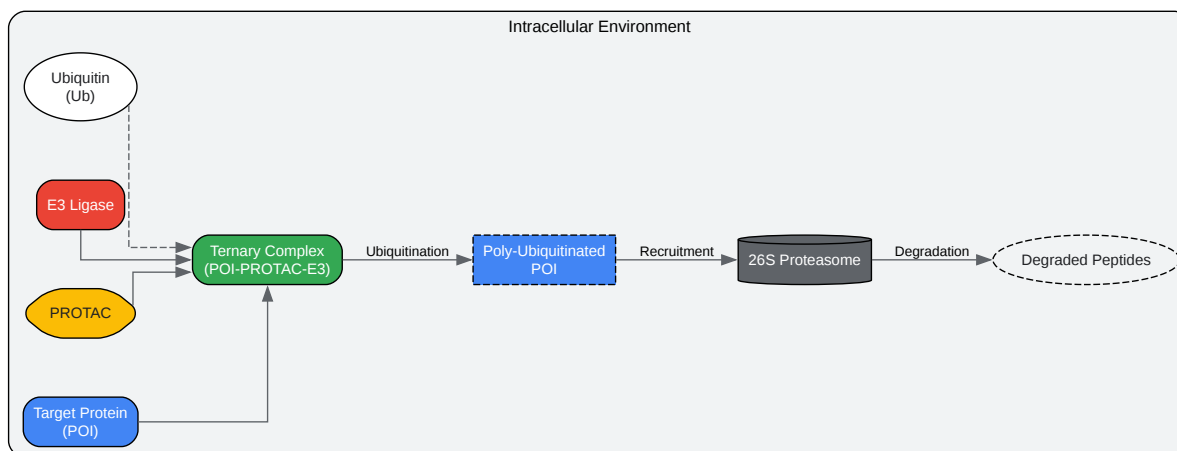 Intracellular Environment
Ubiquitin
(Ub)
E3 Ligase
PROTAC
Target Protein
(POI)
Ternary Complex
(POI-PROTAC-E3)
Ubiquitination
Poly-Ubiquitinated
POI
Recruitment
26S Proteasome
Degradation
Degraded Peptides